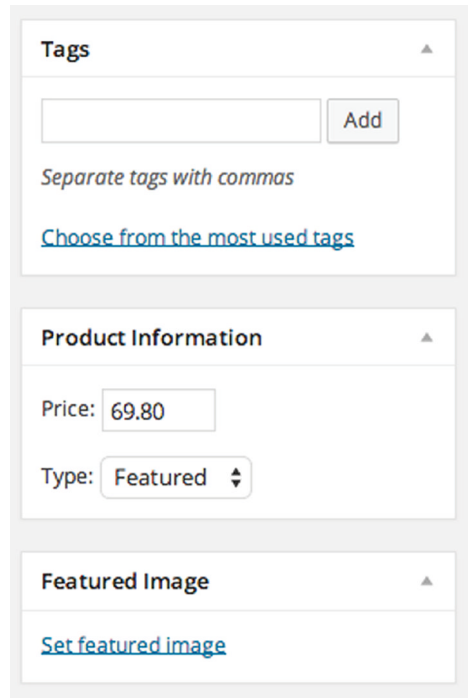 Tags
Add
Separate tags with commas
Choose from the most used tags
Product Information
Price: 69.80
Type: Featured
Featured Image
Set featured image